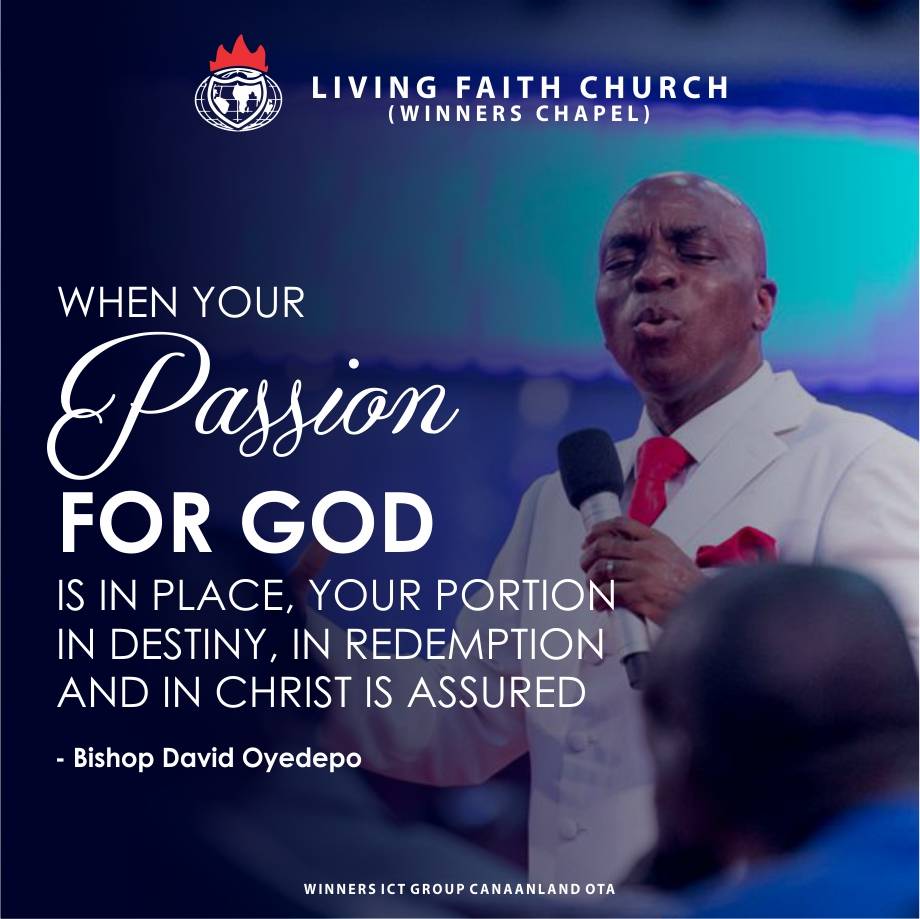 LIVING FAITH CHURCH
(WINNERS CHAPEL)
WHEN YOUR
Passion
FOR GOD
IS IN PLACE, YOUR PORTION
IN DESTINY, IN REDEMPTION
AND IN CHRIST IS ASSURED
- Bishop David Oyedepo
WINNERS ICT GROUP CANAANLAND OTA